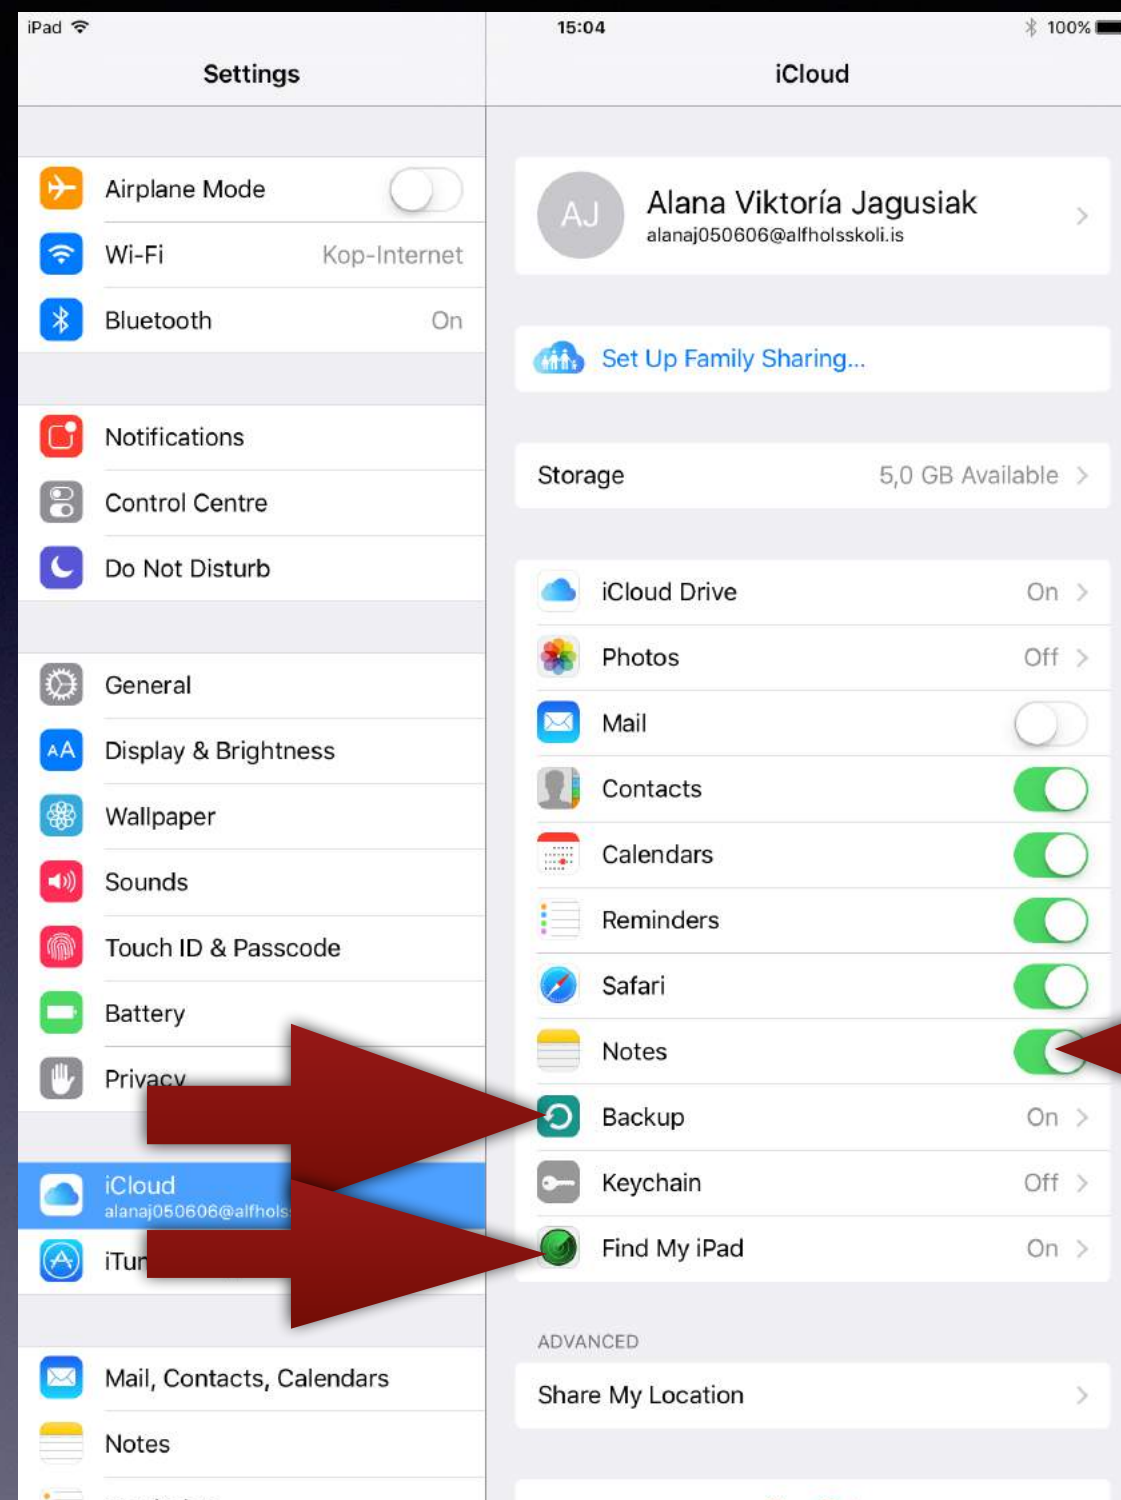 iPad 15:04 100%
Settings
iCloud
Airplane Mode
Wi-Fi Kop-Internet
Bluetooth On
Notifications
Control Centre
Do Not Disturb
General
Display & Brightness
AA
Wallpaper
Sounds
Touch ID & Passcode
Battery
Privacy
iCloud
alanaj050606@alfhols
iTun
Mail, Contacts, Calendars
Notes
AJ
Alana Viktoría Jagusiak
alanaj050606@alfholsskoli.is
Set Up Family Sharing...
Storage 5,0 GB Available
iCloud Drive On
Photos Off
Mail
Contacts
Calendars
Reminders
Safari
Notes
Backup On
Keychain Off
Find My iPad On
ADVANCED
Share My Location